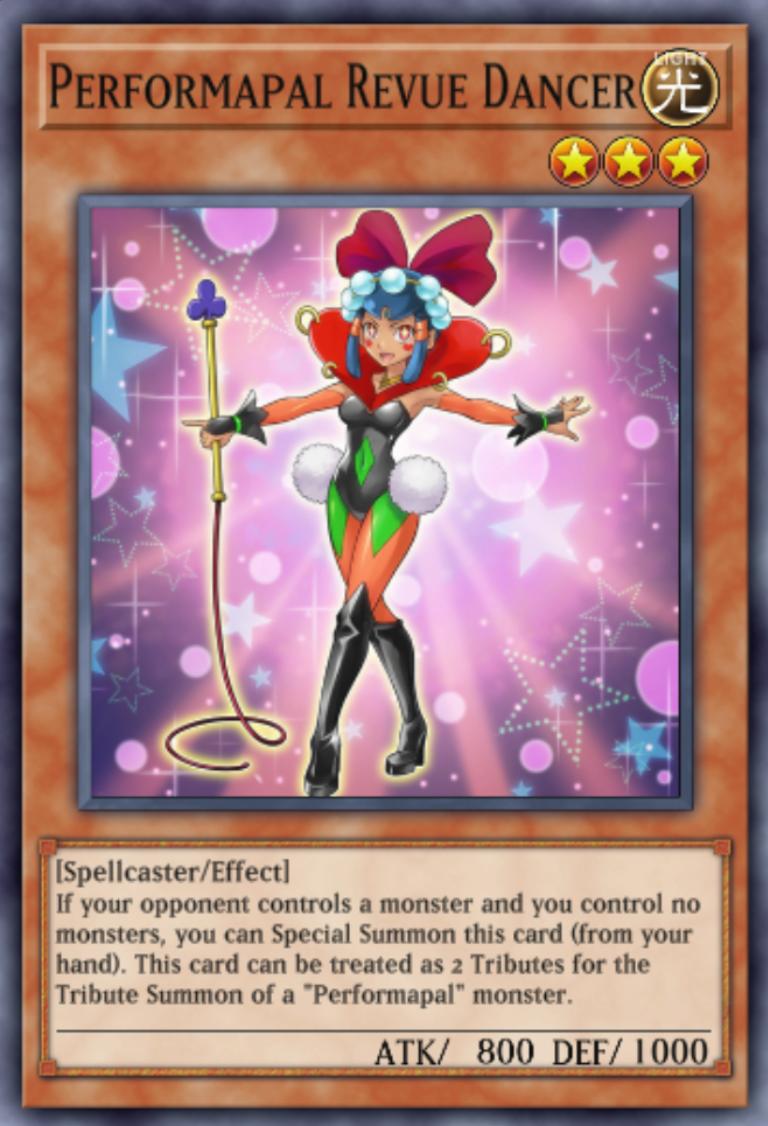 Performapal Revue Dancer
LIGHT
光
[Spellcaster/Effect]
If your opponent controls a monster and you control no
monsters, you can Special Summon this card (from your
hand). This card can be treated as 2 Tributes for the
Tribute Summon of a "Performapal" monster.
ATK/ 800 DEF/ 1000